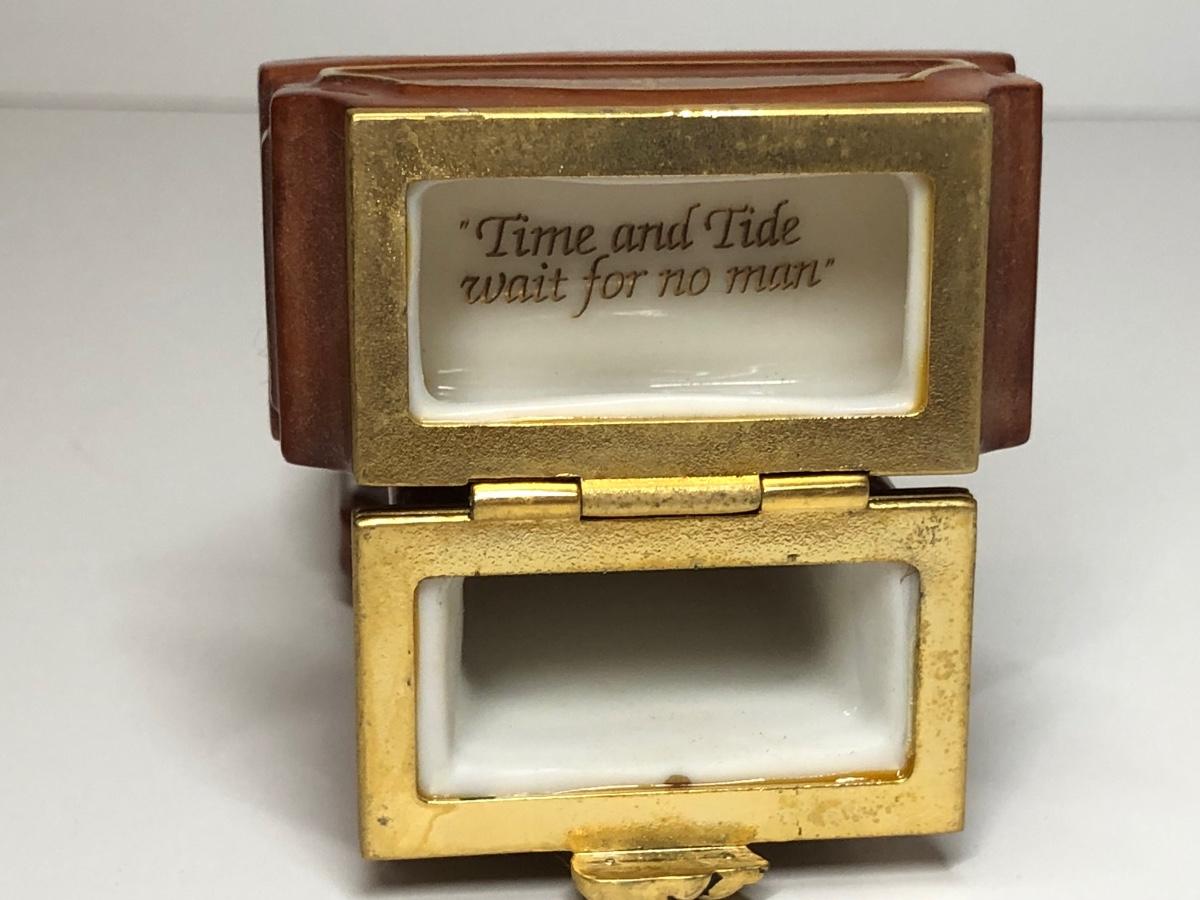 "Time and Tide
wait for no man"